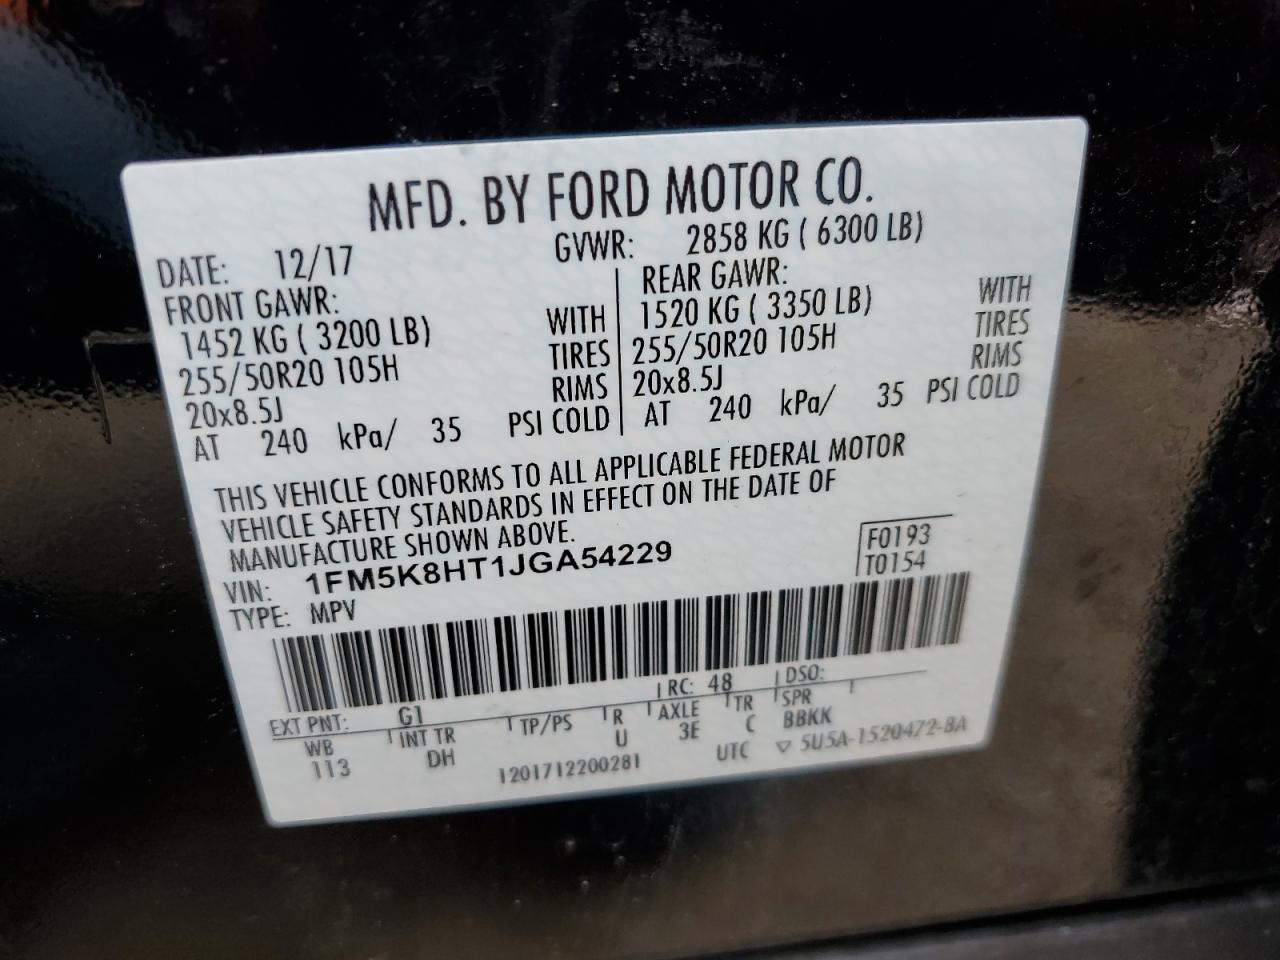 MFD. BY FORD MOTOR CO.
DATE: 12/17 GVWR: 2858 KG ( 6300 LB)
FRONT GAWR: REAR GAWR:
1452 KG ( 3200 LB) WITH 1520 KG ( 3350 LB) WITH
255/50R20 105H TIRES 255/50R20 105H TIRES
20x8.5J RIMS 20x8.5J RIMS
AT 240 kPa/ 35 PSI COLD AT 240 kPa/ 35 PSI COLD
THIS VEHICLE CONFORMS TO ALL APPLICABLE FEDERAL MOTOR
VEHICLE SAFETY STANDARDS IN EFFECT ON THE DATE OF
MANUFACTURE SHOWN ABOVE.
F0193
VIN: 1FM5K8HT1JGA54229
T0154
TYPE: MPV
EXT PNT: G1 RC: 48 DSO:
WB INT TR TP/PS R AXLE TR SPR
113 DH U 3E C BBKK
1201712200281 UTC ▽ 5U5A-1520472-BA